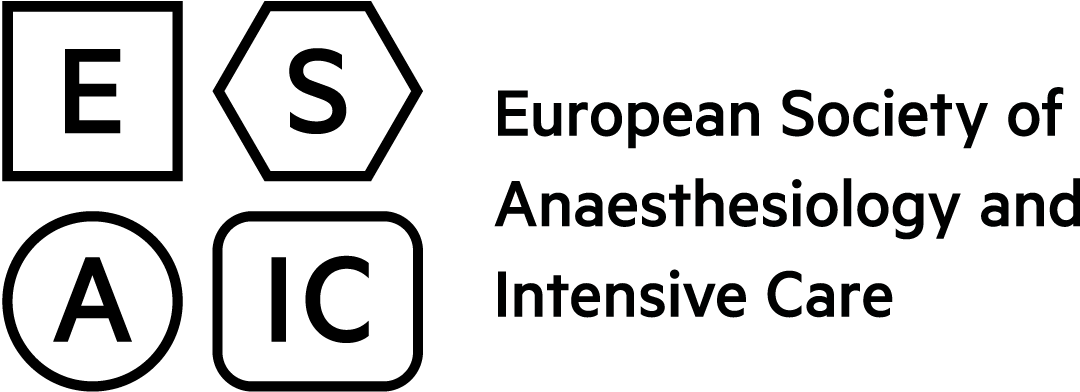 E S
A IC
European Society of
Anaesthesiology and
Intensive Care